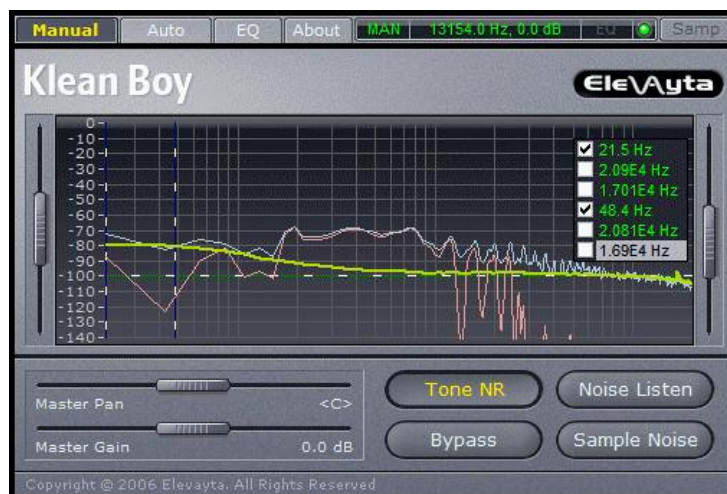 Manual Auto EQ About MAN 13154.0 Hz, 0.0 dB EQ Samp
Klean Boy
EleVAyta
0
-10
-20
-30
-40
-50
-60
-70
-80
-90
-100
-110
-120
-130
-140
21.5 Hz
2.09E4 Hz
1.701E4 Hz
48.4 Hz
2.081E4 Hz
1.69E4 Hz
Master Pan <C>
Master Gain 0.0 dB
Tone NR Noise Listen
Bypass Sample Noise
Copyright © 2006 Elevayta. All Rights Reserved